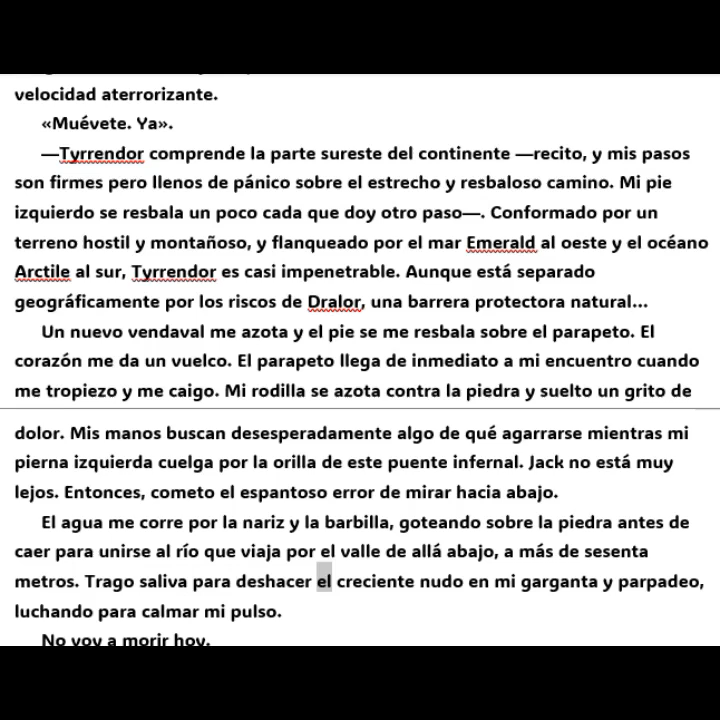 velocidad aterrorizante.
«Muévete. Ya».
—Tyrrendor comprende la parte sureste del continente —recito, y mis pasos
son firmes pero llenos de pánico sobre el estrecho y resbaloso camino. Mi pie
izquierdo se resbala un poco cada que doy otro paso—. Conformado por un
terreno hostil y montañoso, y flanqueado por el mar Emerald al oeste y el océano
Arctile al sur, Tyrrendor es casi impenetrable. Aunque está separado
geográficamente por los riscos de Dralor, una barrera protectora natural...
Un nuevo vendaval me azota y el pie se me resbala sobre el parapeto. El
corazón me da un vuelco. El parapeto llega de inmediato a mi encuentro cuando
me tropiezo y me caigo. Mi rodilla se azota contra la piedra y suelto un grito de
dolor. Mis manos buscan desesperadamente algo de qué agarrarse mientras mi
pierna izquierda cuelga por la orilla de este puente infernal. Jack no está muy
lejos. Entonces, cometo el espantoso error de mirar hacia abajo.
El agua me corre por la nariz y la barbilla, goteando sobre la piedra antes de
caer para unirse al río que viaja por el valle de allá abajo, a más de sesenta
metros. Trago saliva para deshacer el creciente nudo en mi garganta y parpadeo,
luchando para calmar mi pulso.
No voy a morir hoy.